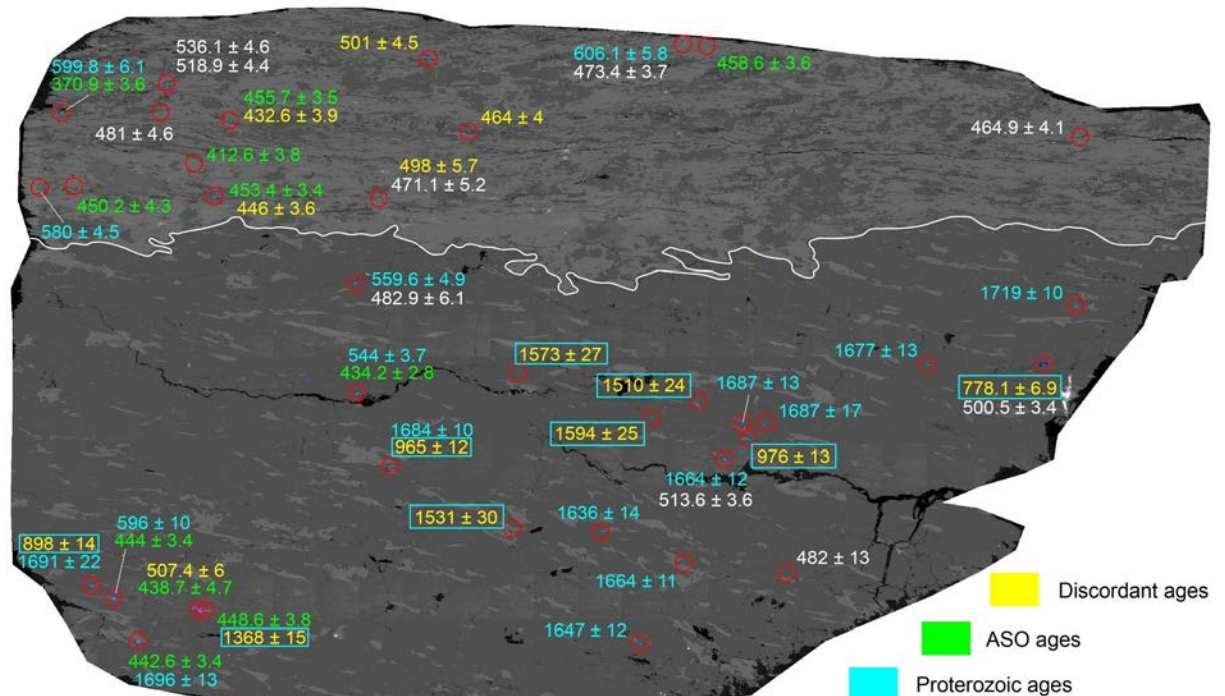 536.1 ± 4.6
518.9 ± 4.4
501 ± 4.5
606.1 ± 5.8
473.4 ± 3.7
458.6 ± 3.6
599.8 ± 6.1
370.9 ± 3.6
455.7 ± 3.5
432.6 ± 3.9
481 ± 4.6
464 ± 4
464.9 ± 4.1
412.6 ± 3.8
498 ± 5.7
471.1 ± 5.2
453.4 ± 3.4
446 ± 3.6
450.2 ± 4.3
580 ± 4.5
559.6 ± 4.9
482.9 ± 6.1
1719 ± 10
544 ± 3.7
434.2 ± 2.8
1573 ± 27
1677 ± 13
1510 ± 24
1687 ± 13
778.1 ± 6.9
500.5 ± 3.4
1687 ± 17
1594 ± 25
1684 ± 10
965 ± 12
976 ± 13
1664 ± 12
513.6 ± 3.6
1531 ± 30
1636 ± 14
596 ± 10
444 ± 3.4
898 ± 14
1691 ± 22
507.4 ± 6
438.7 ± 4.7
482 ± 13
1664 ± 11
Discordant ages
448.6 ± 3.8
1368 ± 15
1647 ± 12
ASO ages
442.6 ± 3.4
1696 ± 13
Proterozoic ages